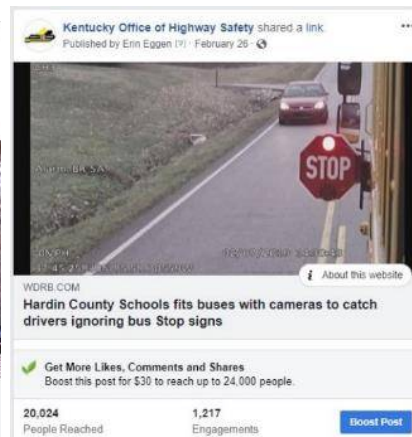 Kentucky Office of Highway Safety shared a link
Published by Erin Eggen [?] · February 26 ·
STOP
About this website
WDRB.COM
Hardin County Schools fits buses with cameras to catch
drivers ignoring bus Stop signs
Get More Likes, Comments and Shares
Boost this post for $30 to reach up to 24,000 people.
20,024
People Reached
1,217
Engagements
Boost Post